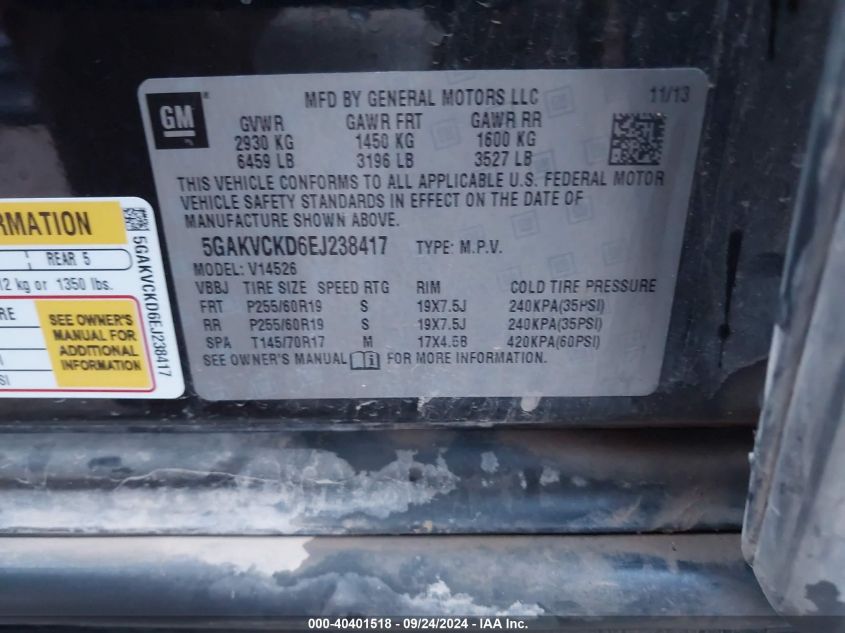 GM
MFD BY GENERAL MOTORS LLC 11/13
GVWR GAWR FRT GAWR RR
2930 KG 1450 KG 1600 KG
6459 LB 3196 LB 3527 LB
THIS VEHICLE CONFORMS TO ALL APPLICABLE U.S. FEDERAL MOTOR
VEHICLE SAFETY STANDARDS IN EFFECT ON THE DATE OF
MANUFACTURE SHOWN ABOVE.
5GAKVCKD6EJ238417 TYPE: M.P.V.
MODEL: V14526
VBBJ TIRE SIZE SPEED RTG RIM COLD TIRE PRESSURE
FRT P255/60R19 S 19X7.5J 240KPA(35PSI)
RR P255/60R19 S 19X7.5J 240KPA(35PSI)
SPA T145/70R17 M 17X4.5B 420KPA(60PSI)
SEE OWNER'S MANUAL FOR MORE INFORMATION.
RMATION
REAR 5
12 kg or 1350 lbs.
RE
SEE OWNER'S
MANUAL FOR
ADDITIONAL
INFORMATION
SI
5GAKVCKD6EJ238417
000-40401518 - 09/24/2024 - IAA Inc.